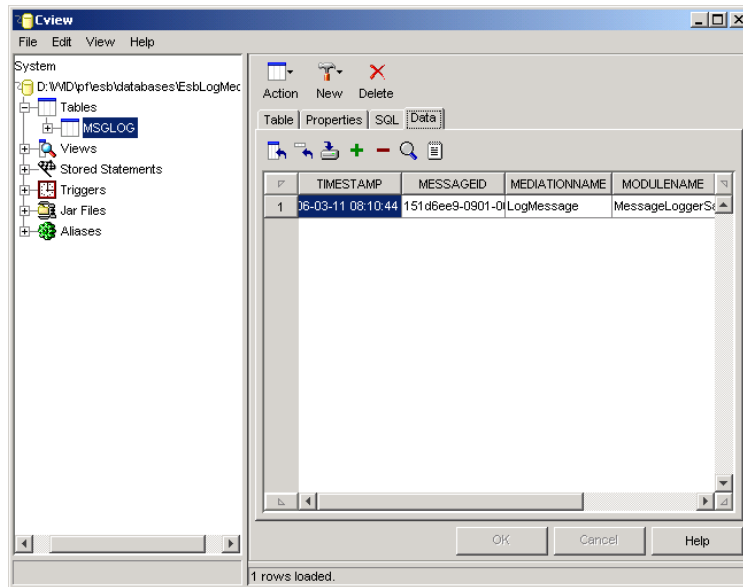 Cview
File Edit View Help
System
D:\WID\pf\esb\databases\EsbLogMec
Tables
MSGLOG
Views
Stored Statements
Triggers
Jar Files
Aliases
Action New Delete
Table Properties SQL Data
TIMESTAMP MESSAGEID MEDIATIONNAME MODULENAME
1 06-03-11 08:10:44 151d6ee9-0901-0 LogMessage MessageLoggerSa
OK Cancel Help
1 rows loaded.